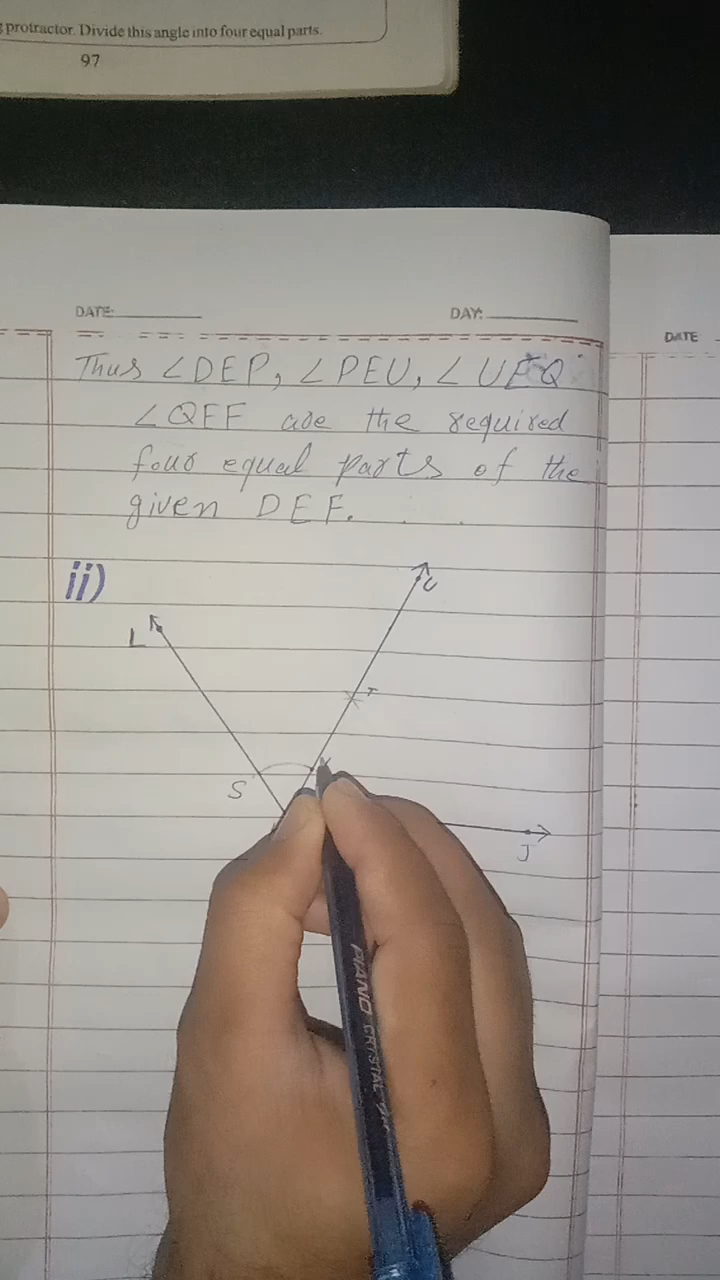 protractor. Divide this angle into four equal parts.
97
DATE:
DAY:
DATE
Thus ∠DEP, ∠PEU, ∠UEQ
∠QEF are the required
four equal parts of the
given DEF.
ii)
U
L
T
S
J
PIANO CRYSTAL